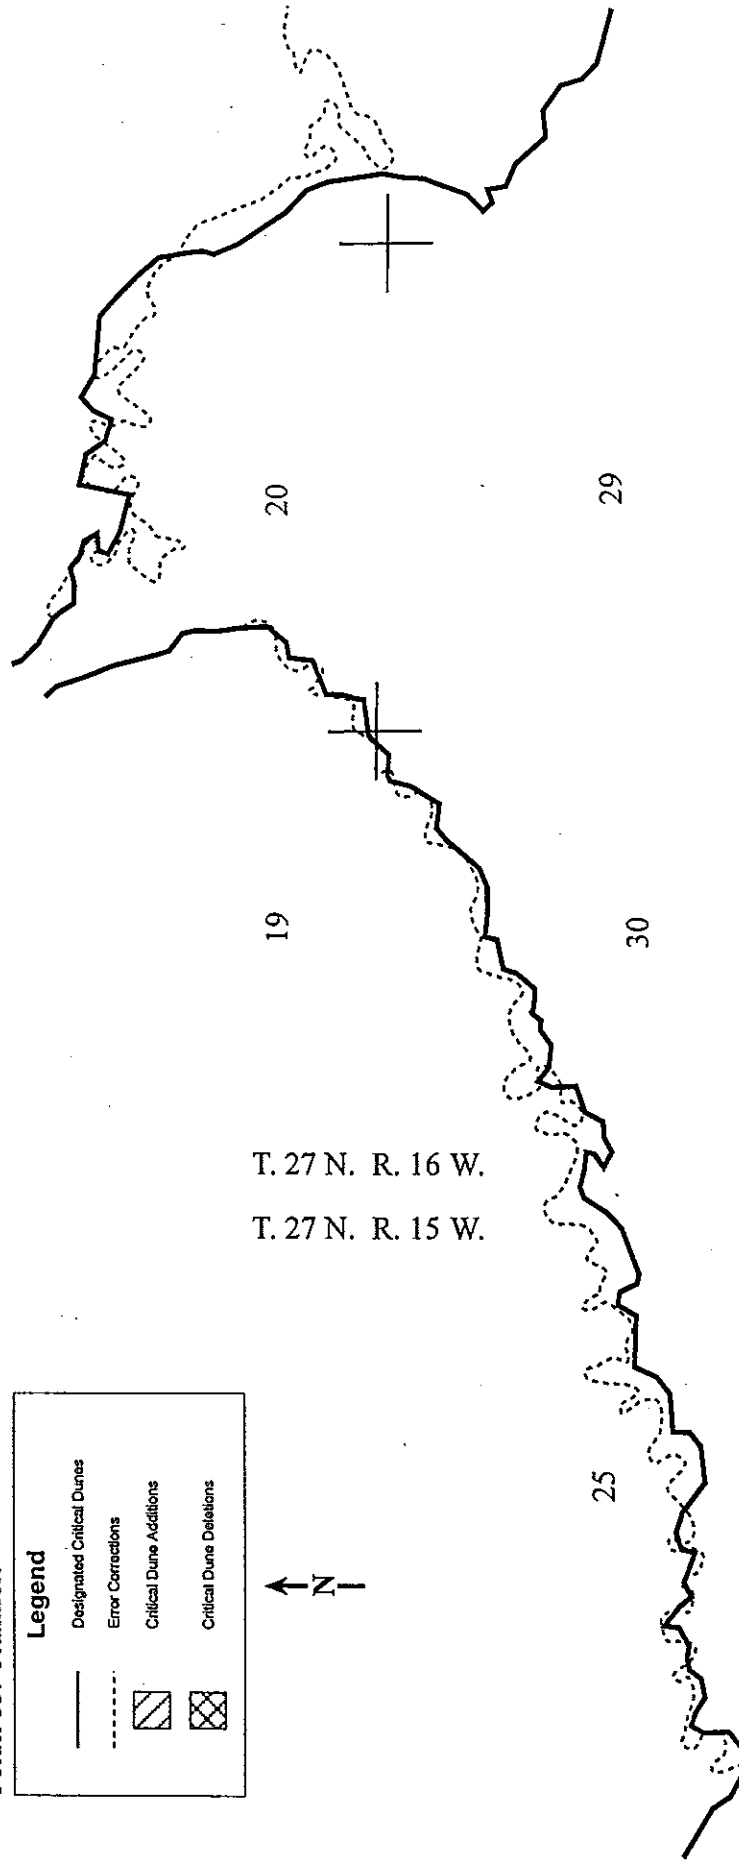 Legend
Designated Critical Dunes
Error Corrections
Critical Dune Additions
Critical Dune Deletions
N
T. 27 N. R. 16 W.
T. 27 N. R. 15 W.
19
20
25
30
29